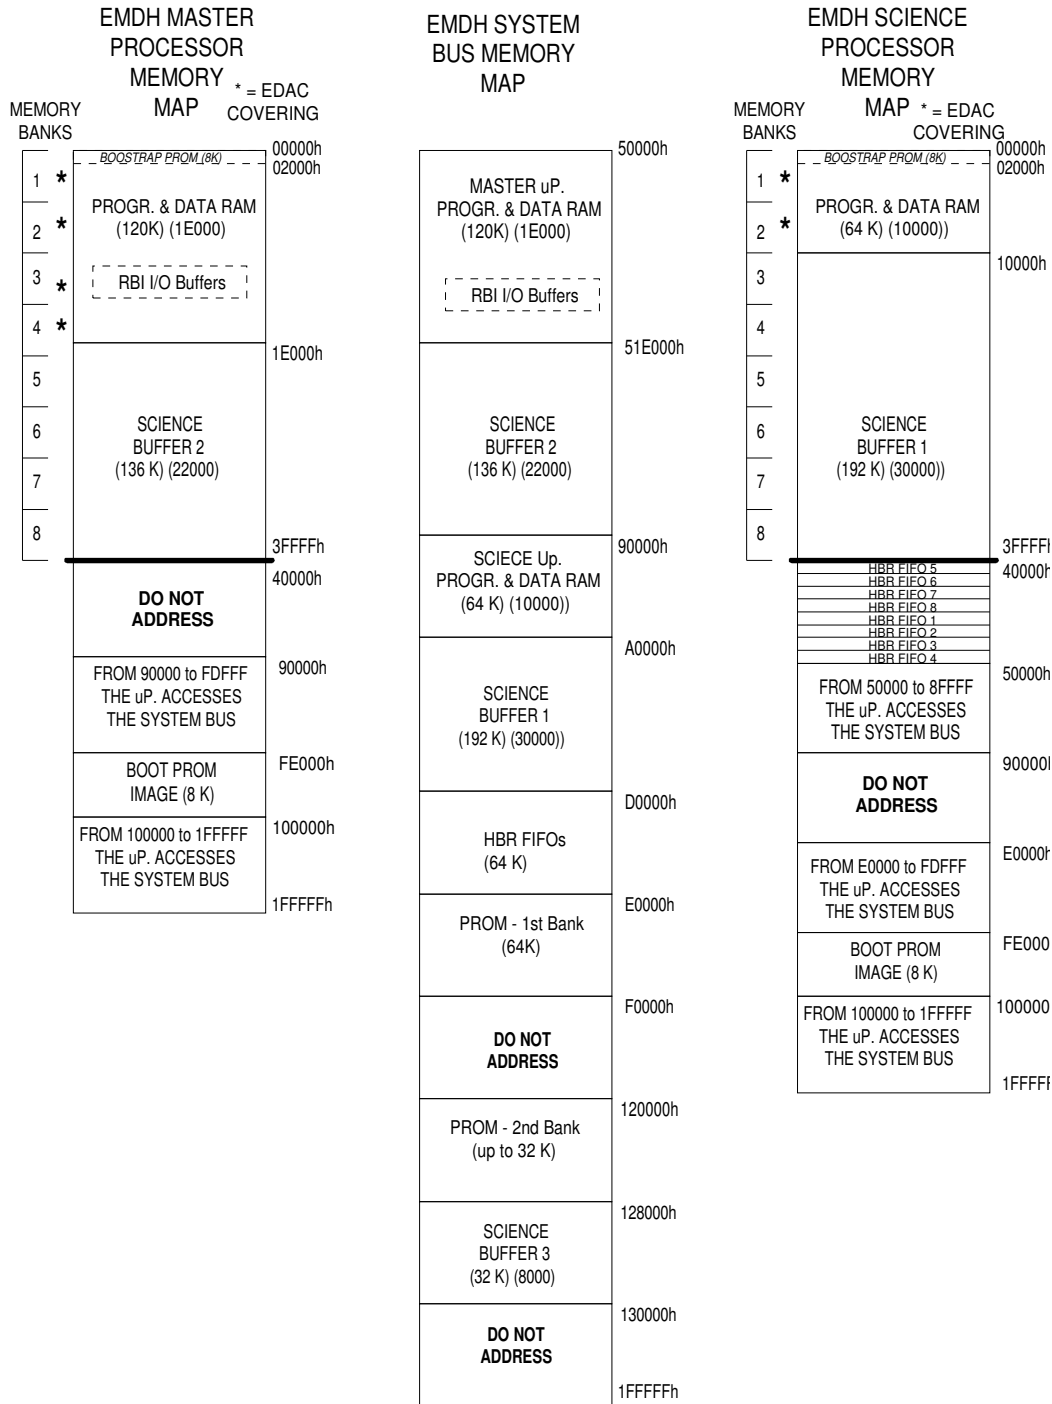 EMDH MASTER
PROCESSOR
MEMORY
MAP
* = EDAC
COVERING
MEMORY
BANKS
00000h
BOOSTRAP PROM (8K)
02000h
1 *
PROGR. & DATA RAM
(120K) (1E000)
2 *
3 *
RBI I/O Buffers
4 *
1E000h
5
6
SCIENCE
BUFFER 2
(136 K) (22000)
7
8
3FFFFh
40000h
DO NOT
ADDRESS
90000h
FROM 90000 to FDFFF
THE uP. ACCESSES
THE SYSTEM BUS
FE000h
BOOT PROM
IMAGE (8 K)
100000h
FROM 100000 to 1FFFFF
THE uP. ACCESSES
THE SYSTEM BUS
1FFFFFh
EMDH SYSTEM
BUS MEMORY
MAP
50000h
MASTER uP.
PROGR. & DATA RAM
(120K) (1E000)
RBI I/O Buffers
51E000h
SCIENCE
BUFFER 2
(136 K) (22000)
90000h
SCIECE Up.
PROGR. & DATA RAM
(64 K) (10000))
A0000h
SCIENCE
BUFFER 1
(192 K) (30000))
D0000h
HBR FIFOs
(64 K)
E0000h
PROM - 1st Bank
(64K)
F0000h
DO NOT
ADDRESS
120000h
PROM - 2nd Bank
(up to 32 K)
128000h
SCIENCE
BUFFER 3
(32 K) (8000)
130000h
DO NOT
ADDRESS
1FFFFFh
EMDH SCIENCE
PROCESSOR
MEMORY
MAP
* = EDAC
COVERING
MEMORY
BANKS
00000h
BOOSTRAP PROM (8K)
02000h
1 *
PROGR. & DATA RAM
(64 K) (10000))
2 *
10000h
3
4
5
6
SCIENCE
BUFFER 1
(192 K) (30000))
7
8
3FFFFh
40000h
HBR FIFO 5
HBR FIFO 6
HBR FIFO 7
HBR FIFO 8
HBR FIFO 1
HBR FIFO 2
HBR FIFO 3
HBR FIFO 4
50000h
FROM 50000 to 8FFFF
THE uP. ACCESSES
THE SYSTEM BUS
90000h
DO NOT
ADDRESS
E0000h
FROM E0000 to FDFFF
THE uP. ACCESSES
THE SYSTEM BUS
FE000
BOOT PROM
IMAGE (8 K)
100000
FROM 100000 to 1FFFFF
THE uP. ACCESSES
THE SYSTEM BUS
1FFFFF